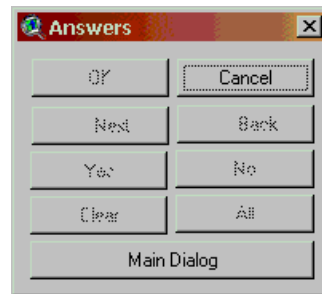 Answers
OK Cancel
Next Back
Yes No
Clear All
Main Dialog